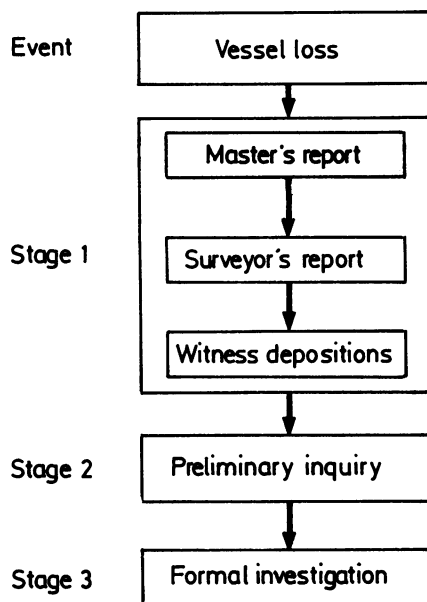 Event
Vessel loss
Stage 1
Master's report
Surveyor's report
Witness depositions
Stage 2
Preliminary inquiry
Stage 3
Formal investigation